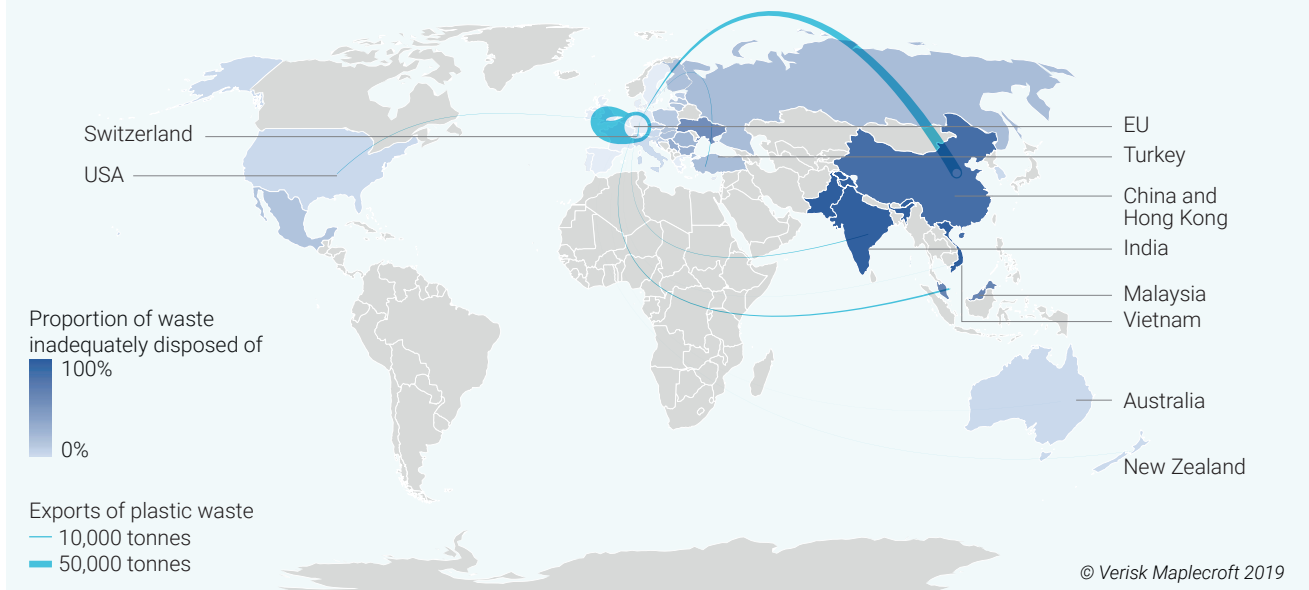 Switzerland
USA
EU
Turkey
China and
Hong Kong
India
Malaysia
Vietnam
Australia
New Zealand
Proportion of waste
inadequately disposed of
100%
0%
Exports of plastic waste
10,000 tonnes
50,000 tonnes
© Verisk Maplecroft 2019